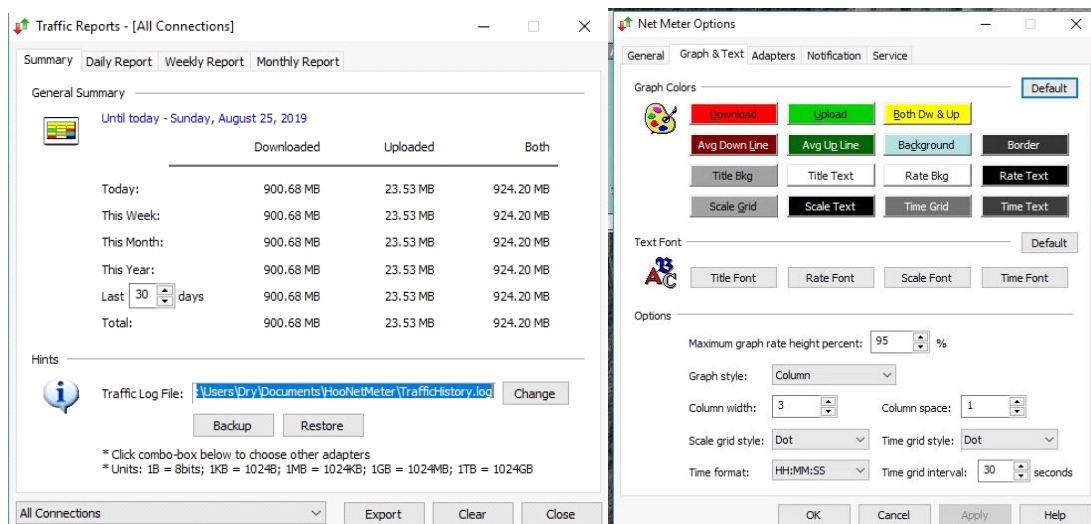 Traffic Reports - [All Connections]
Summary Daily Report Weekly Report Monthly Report
General Summary
Until today - Sunday, August 25, 2019
Downloaded Uploaded Both
Today: 900.68 MB 23.53 MB 924.20 MB
This Week: 900.68 MB 23.53 MB 924.20 MB
This Month: 900.68 MB 23.53 MB 924.20 MB
This Year: 900.68 MB 23.53 MB 924.20 MB
Last 30 days 900.68 MB 23.53 MB 924.20 MB
Total: 900.68 MB 23.53 MB 924.20 MB
Hints
Traffic Log File: :\Users\Dry\Documents\HooNetMeter\TrafficHistory.log Change
Backup Restore
* Click combo-box below to choose other adapters
* Units: 1B = 8bits; 1KB = 1024B; 1MB = 1024KB; 1GB = 1024MB; 1TB = 1024GB
All Connections Export Clear Close
Net Meter Options
General Graph & Text Adapters Notification Service
Graph Colors Default
Download Upload Both Dw & Up
Avg Down Line Avg Up Line Background Border
Title Bkg Title Text Rate Bkg Rate Text
Scale Grid Scale Text Time Grid Time Text
Text Font Default
Title Font Rate Font Scale Font Time Font
Options
Maximum graph rate height percent: 95 %
Graph style: Column
Column width: 3 Column space: 1
Scale grid style: Dot Time grid style: Dot
Time format: HH:MM:SS Time grid interval: 30 seconds
OK Cancel Apply Help